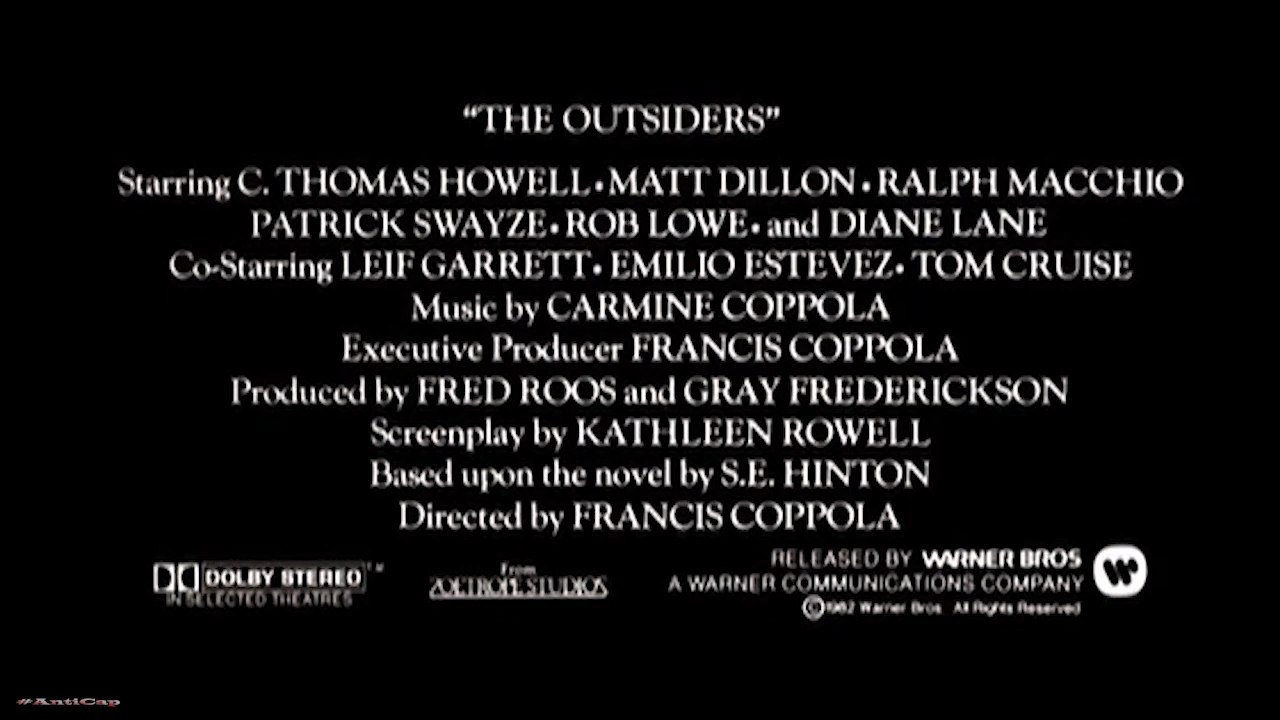 “THE OUTSIDERS”
Starring C. THOMAS HOWELL • MATT DILLON • RALPH MACCHIO
PATRICK SWAYZE • ROB LOWE • and DIANE LANE
Co-Starring LEIF GARRETT • EMILIO ESTEVEZ • TOM CRUISE
Music by CARMINE COPPOLA
Executive Producer FRANCIS COPPOLA
Produced by FRED ROOS and GRAY FREDERICKSON
Screenplay by KATHLEEN ROWELL
Based upon the novel by S.E. HINTON
Directed by FRANCIS COPPOLA
DOLBY STEREO™
IN SELECTED THEATRES
From
ZOETROPE STUDIOS
RELEASED BY WARNER BROS
A WARNER COMMUNICATIONS COMPANY
©1982 Warner Bros. All Rights Reserved
#AntiCap